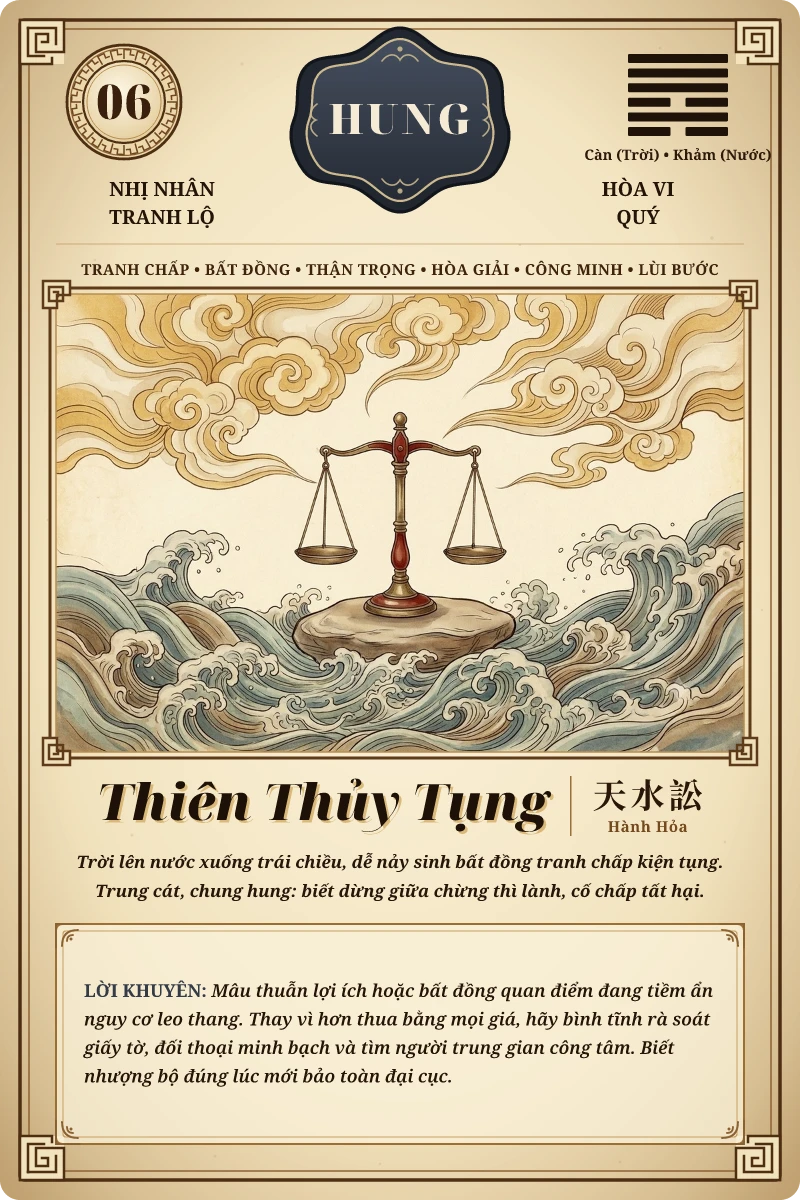 06
HUNG
Càn (Trời) • Khảm (Nước)
NHỊ NHÂN
TRANH LỘ
HÒA VI
QUÝ
TRANH CHẤP • BẤT ĐỒNG • THẬN TRỌNG • HÒA GIẢI • CÔNG MINH • LÙI BƯỚC
Thiên Thủy Tụng
天水訟
Hành Hỏa
Trời lên nước xuống trái chiều, dễ nảy sinh bất đồng tranh chấp kiện tụng.
Trung cát, chung hung: biết dừng giữa chừng thì lành, cố chấp tất hại.
LỜI KHUYÊN: Mâu thuẫn lợi ích hoặc bất đồng quan điểm đang tiềm ẩn
nguy cơ leo thang. Thay vì hơn thua bằng mọi giá, hãy bình tĩnh rà soát
giấy tờ, đối thoại minh bạch và tìm người trung gian công tâm. Biết
nhượng bộ đúng lúc mới bảo toàn đại cục.